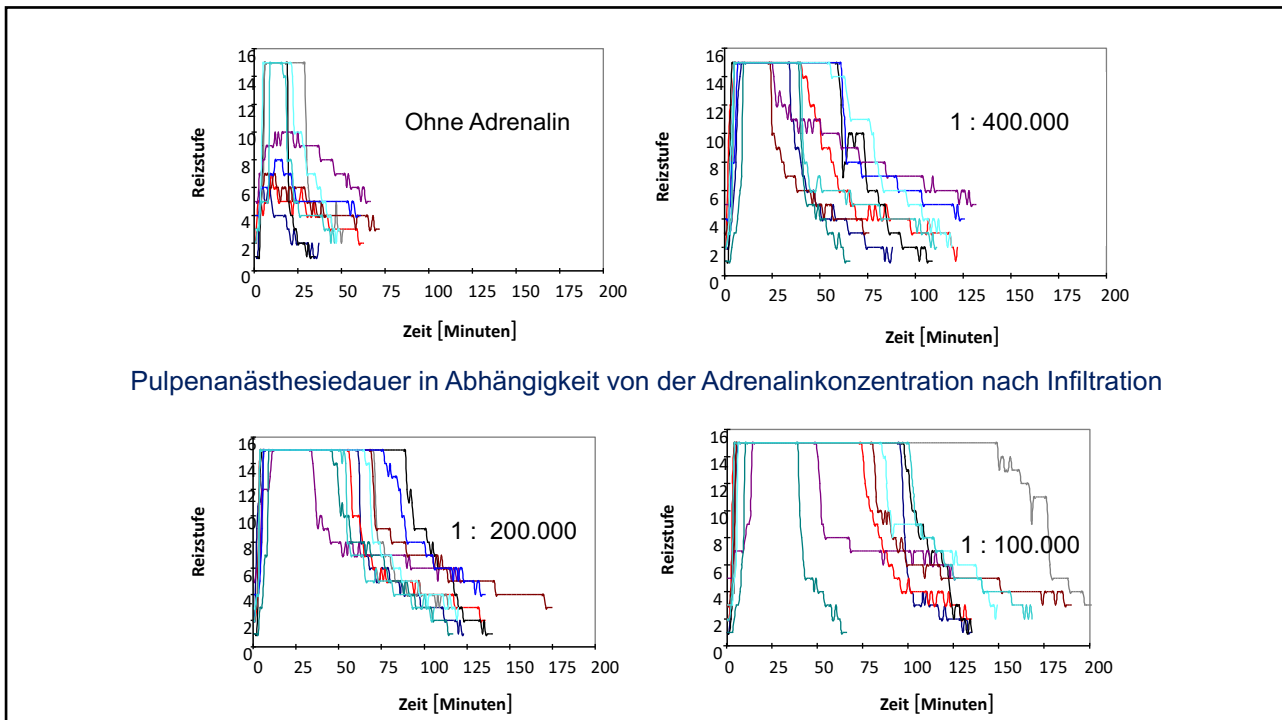 16
14
12
10
8
6
4
2
0
Reizstufe
Ohne Adrenalin
0 25 50 75 100 125 150 175 200
Zeit [Minuten]
16
14
12
10
8
6
4
2
0
Reizstufe
1 : 400.000
0 25 50 75 100 125 150 175 200
Zeit [Minuten]
Pulpenanästhesiedauer in Abhängigkeit von der Adrenalinkonzentration nach Infiltration
16
14
12
10
8
6
4
2
0
Reizstufe
1 : 200.000
0 25 50 75 100 125 150 175 200
Zeit [Minuten]
16
14
12
10
8
6
4
2
0
Reizstufe
1 : 100.000
0 25 50 75 100 125 150 175 200
Zeit [Minuten]